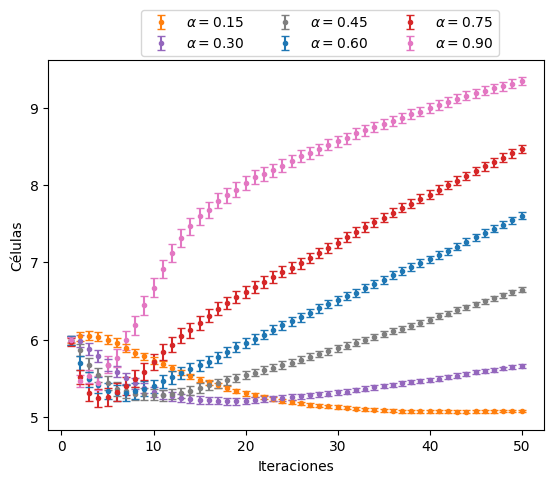 α = 0.15 α = 0.45 α = 0.75
α = 0.30 α = 0.60 α = 0.90
9
8
7
6
5
Células
0 10 20 30 40 50
Iteraciones